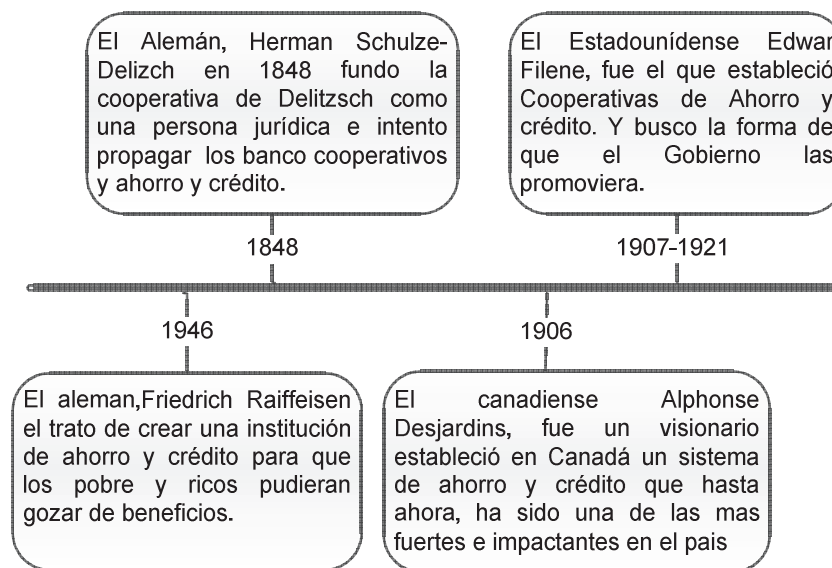 El Alemán, Herman Schulze-
Delizch en 1848 fundo la
cooperativa de Delitzsch como
una persona jurídica e intento
propagar los banco cooperativos
y ahorro y crédito.
El Estadounídense Edwar
Filene, fue el que estableció
Cooperativas de Ahorro y
crédito. Y busco la forma de
que el Gobierno las
promoviera.
1848
1907-1921
1946
1906
El aleman,Friedrich Raiffeisen
el trato de crear una institución
de ahorro y crédito para que
los pobre y ricos pudieran
gozar de beneficios.
El canadiense Alphonse
Desjardins, fue un visionario
estableció en Canadá un sistema
de ahorro y crédito que hasta
ahora, ha sido una de las mas
fuertes e impactantes en el pais